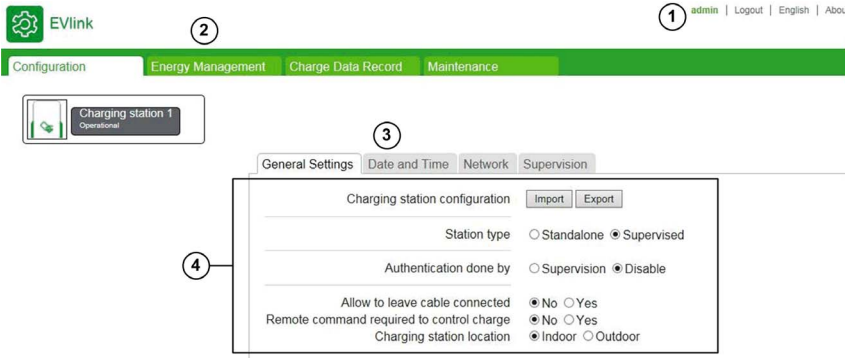 1 admin | Logout | English | Abou
EVlink
2
Configuration Energy Management Charge Data Record Maintenance
Charging station 1
Operational
3
General Settings Date and Time Network Supervision
4
Charging station configuration Import Export
Station type Standalone Supervised
Authentication done by Supervision Disable
Allow to leave cable connected No Yes
Remote command required to control charge No Yes
Charging station location Indoor Outdoor